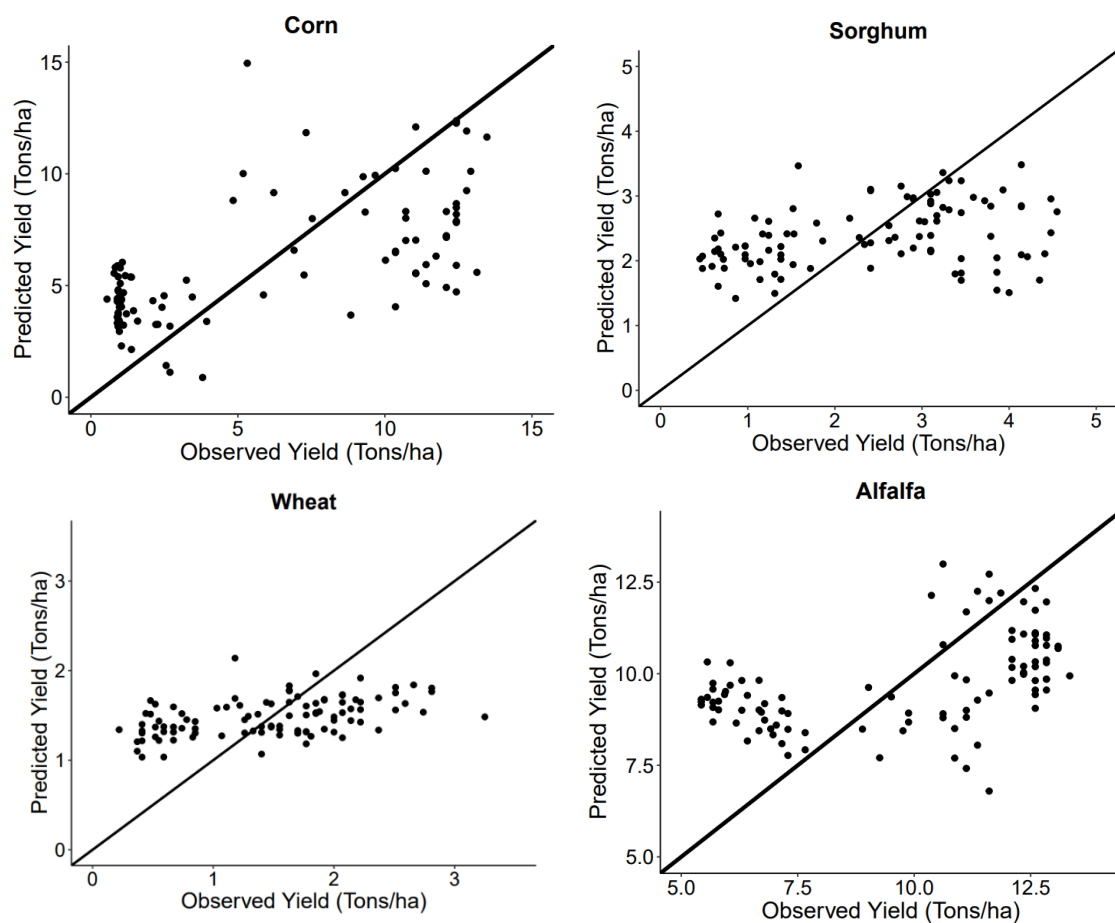 Corn
Predicted Yield (Tons/ha)
15
10
5
0
0 5 10 15
Observed Yield (Tons/ha)
Sorghum
Predicted Yield (Tons/ha)
5
4
3
2
1
0
0 1 2 3 4 5
Observed Yield (Tons/ha)
Wheat
Predicted Yield (Tons/ha)
3
2
1
0
0 1 2 3
Observed Yield (Tons/ha)
Alfalfa
Predicted Yield (Tons/ha)
12.5
10.0
7.5
5.0
5.0 7.5 10.0 12.5
Observed Yield (Tons/ha)